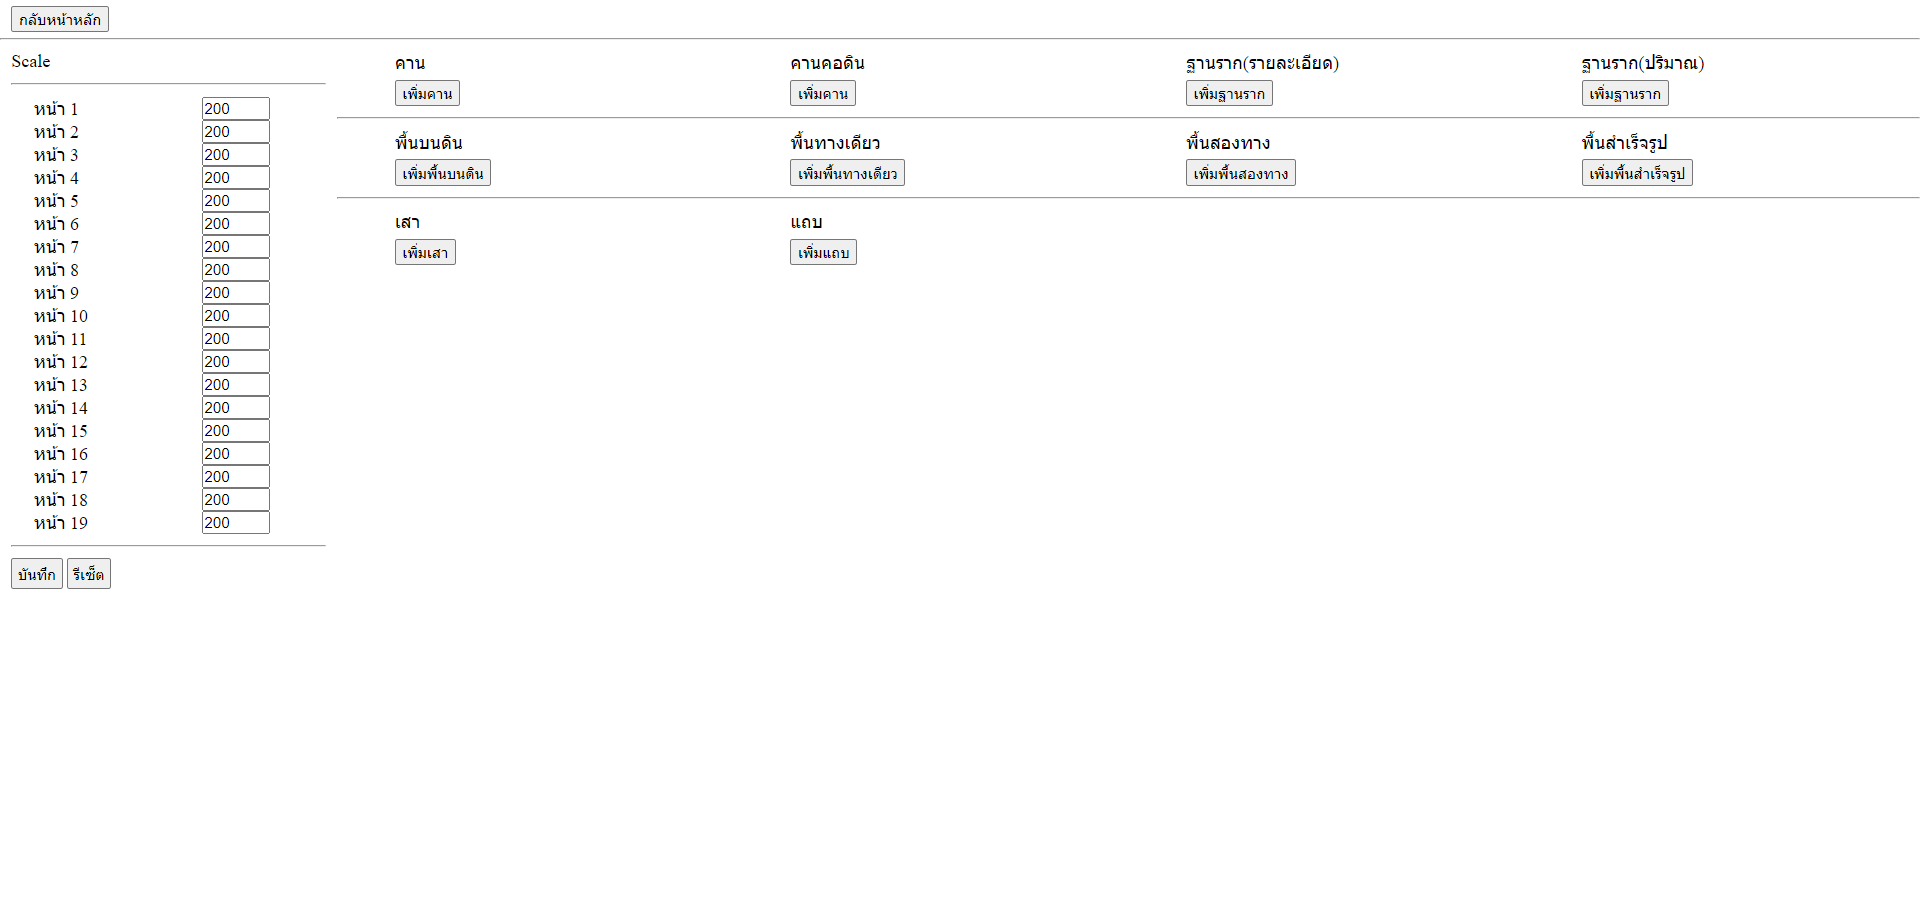 กลับหน้าหลัก
Scale
หน้า 1 200
หน้า 2 200
หน้า 3 200
หน้า 4 200
หน้า 5 200
หน้า 6 200
หน้า 7 200
หน้า 8 200
หน้า 9 200
หน้า 10 200
หน้า 11 200
หน้า 12 200
หน้า 13 200
หน้า 14 200
หน้า 15 200
หน้า 16 200
หน้า 17 200
หน้า 18 200
หน้า 19 200
บันทึก รีเซ็ต
คาน คานคอดิน ฐานราก(รายละเอียด) ฐานราก(ปริมาณ)
เพิ่มคาน เพิ่มคาน เพิ่มฐานราก เพิ่มฐานราก
พื้นบนดิน พื้นทางเดียว พื้นสองทาง พื้นสำเร็จรูป
เพิ่มพื้นบนดิน เพิ่มพื้นทางเดียว เพิ่มพื้นสองทาง เพิ่มพื้นสำเร็จรูป
เสา แถบ
เพิ่มเสา เพิ่มแถบ